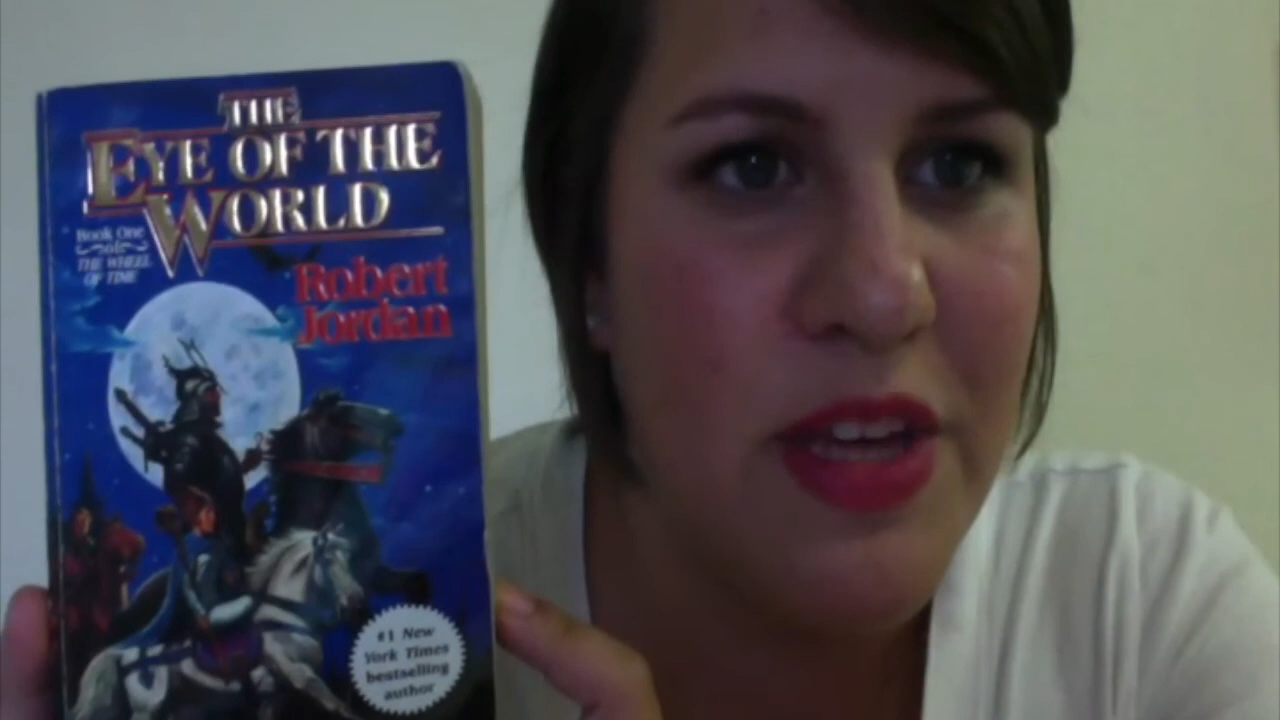 THE
EYE OF THE
WORLD
Book One
of
THE WHEEL
OF TIME
Robert
Jordan
#1 New
York Times
bestselling
author